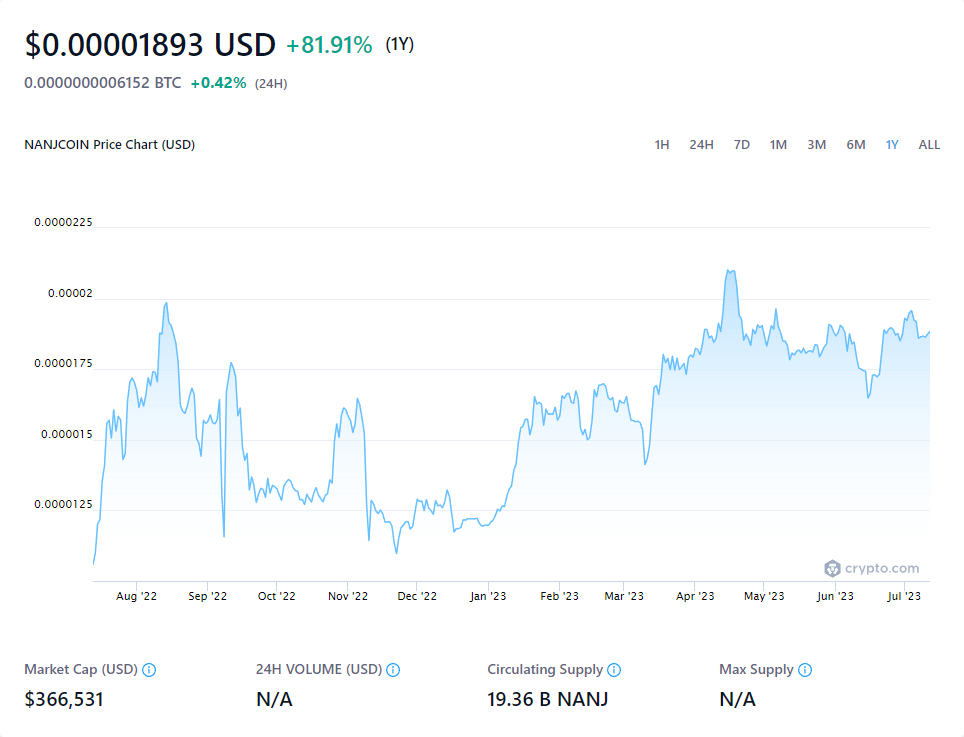 $0.00001893 USD +81.91% (1Y)
0.0000000006152 BTC +0.42% (24H)
NANJCOIN Price Chart (USD) 1H 24H 7D 1M 3M 6M 1Y ALL
0.0000225
0.00002
0.0000175
0.000015
0.0000125
crypto.com
Aug '22 Sep '22 Oct '22 Nov '22 Dec '22 Jan '23 Feb '23 Mar '23 Apr '23 May '23 Jun '23 Jul '23
Market Cap (USD) 24H VOLUME (USD) Circulating Supply Max Supply
$366,531 N/A 19.36 B NANJ N/A